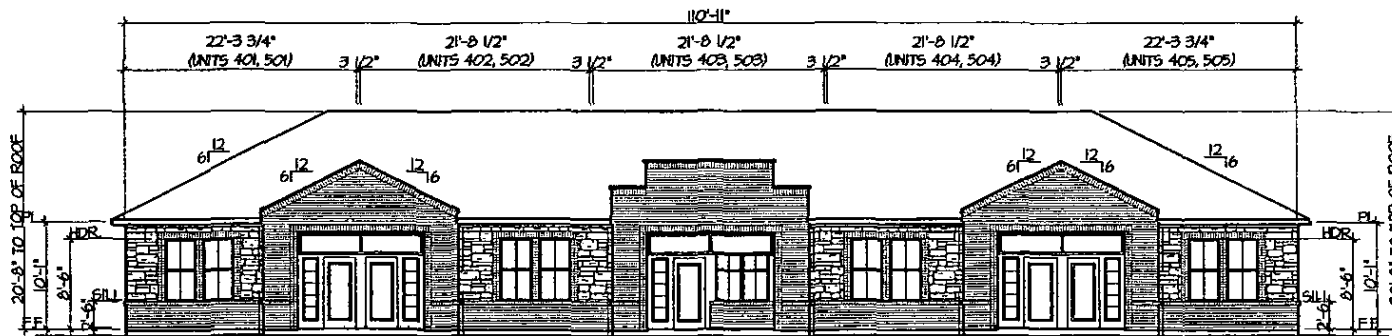 110'-11"
22'-3 3/4"
(UNITS 401, 501)
3 1/2"
21'-8 1/2"
(UNITS 402, 502)
3 1/2"
21'-8 1/2"
(UNITS 403, 503)
3 1/2"
21'-8 1/2"
(UNITS 404, 504)
3 1/2"
22'-3 3/4"
(UNITS 405, 505)
12
6
12
6
12
6
12
6
12
6
12
6
20'-8" TO TOP OF ROOF
PL
HDR
10'-1"
8'-6"
SILL
2'-6"
F.F.
PL
HDR
SILL
8'-6"
10'-1"
2'-6"
F.F.